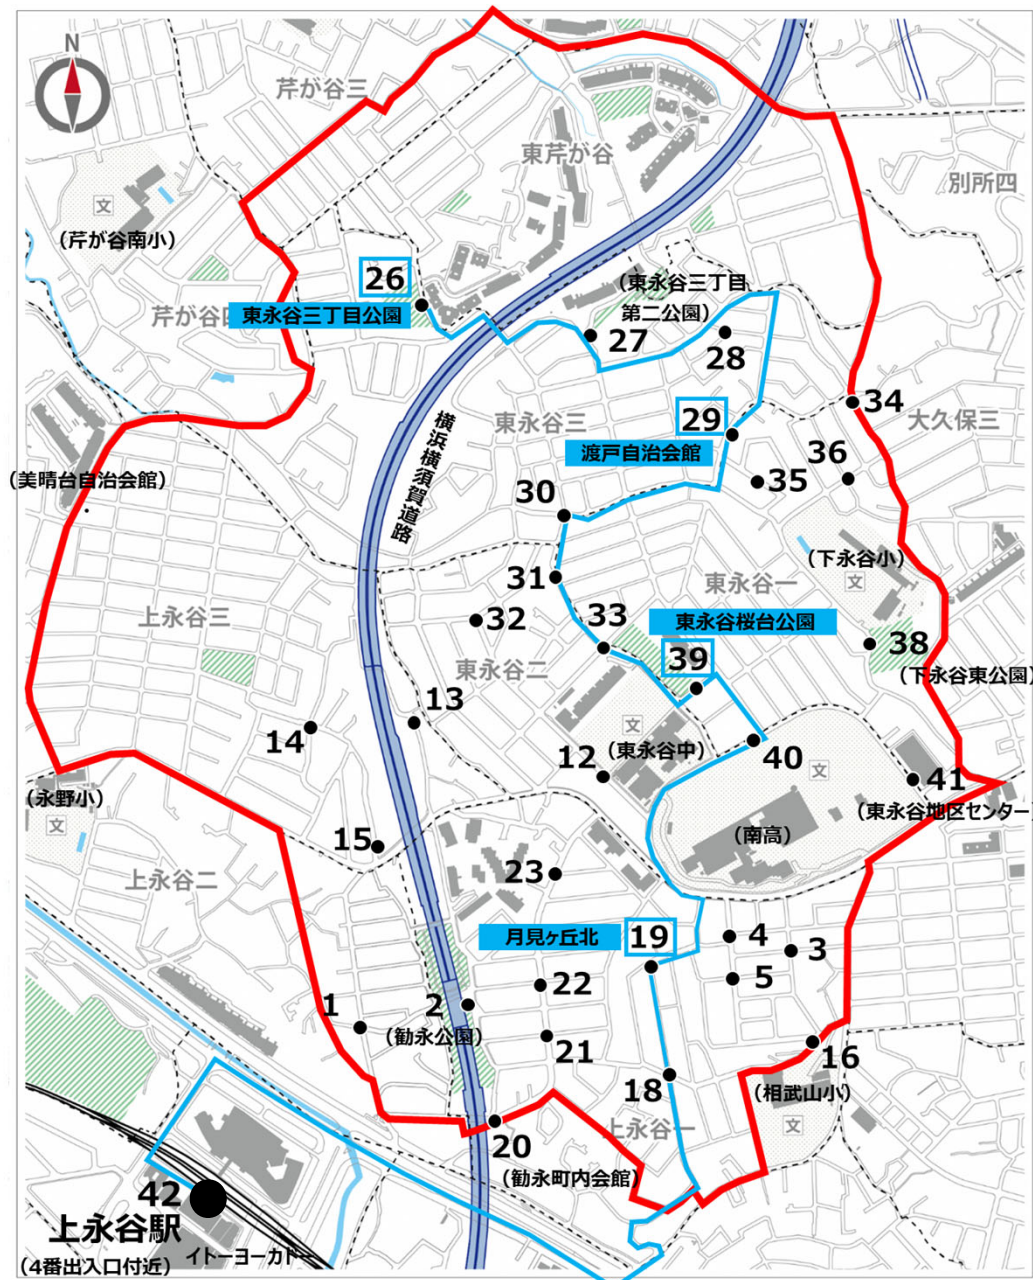 N
芹が谷三
東芹が谷
別所四
文
(芹が谷南小)
26
東永谷三丁目公園
芹が谷四
(東永谷三丁目
第二公園)
27
28
横浜横須賀道路
東永谷三
29
渡戸自治会館
34
大久保三
36
35
(美晴台自治会館)
30
(下永谷小)
文
31
東永谷一
上永谷三
32
33
東永谷桜台公園
38
(下永谷東公園)
39
東永谷二
13
14
文
12
(東永谷中)
40
文
41
(東永谷地区センター)
(永野小)
文
(南高)
15
上永谷二
23
月見ヶ丘北
19
4
3
5
22
1
2
(勧永公園)
21
16
(相武山小)
18
文
上永谷一
20
(勧永町内会館)
42
上永谷駅
(4番出入口付近)
イトーヨーカドー